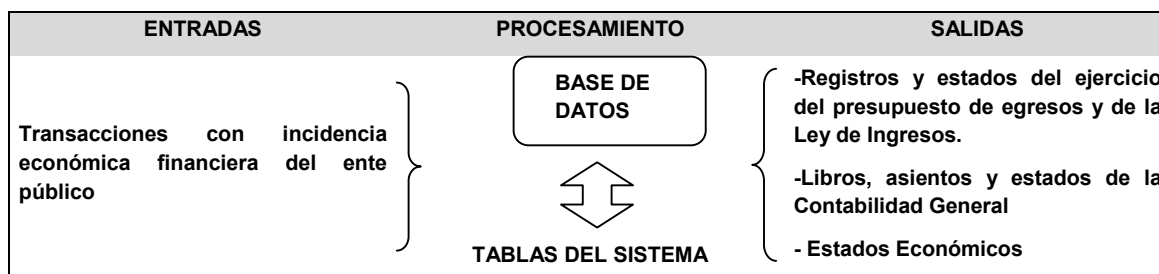 ENTRADAS PROCESAMIENTO SALIDAS
Transacciones con incidencia
económica financiera del ente
público
BASE DE
DATOS
TABLAS DEL SISTEMA
-Registros y estados del ejercicio
del presupuesto de egresos y de la
Ley de Ingresos.
-Libros, asientos y estados de la
Contabilidad General
- Estados Económicos